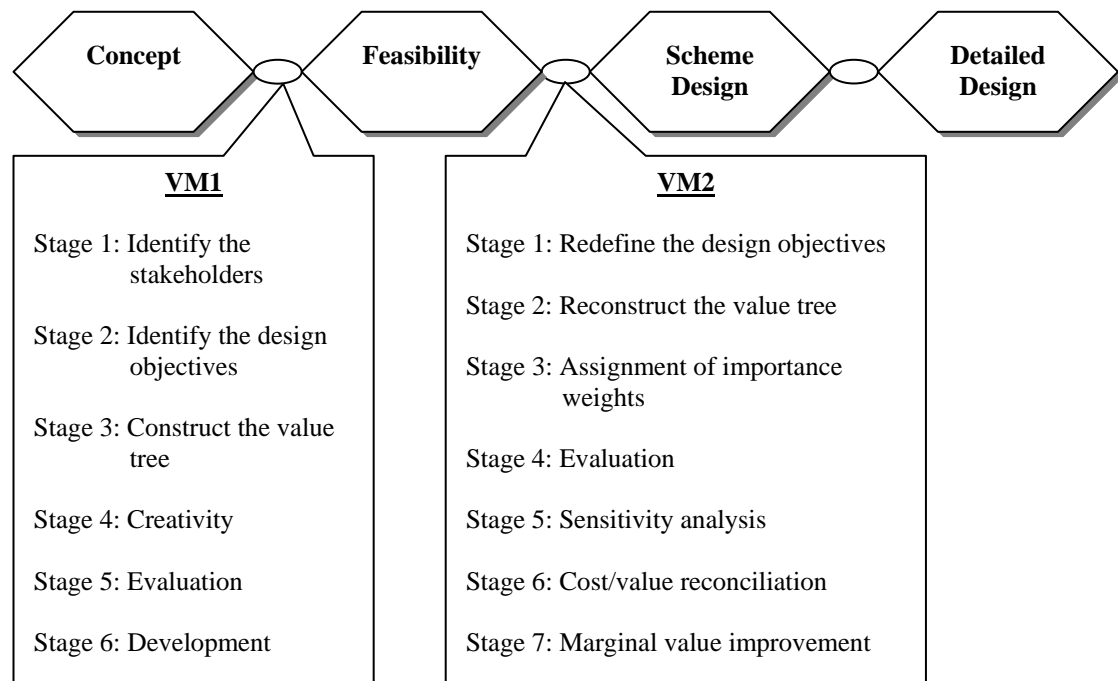 Concept
Feasibility
Scheme
Design
Detailed
Design
VM1
Stage 1: Identify the
stakeholders
Stage 2: Identify the design
objectives
Stage 3: Construct the value
tree
Stage 4: Creativity
Stage 5: Evaluation
Stage 6: Development
VM2
Stage 1: Redefine the design objectives
Stage 2: Reconstruct the value tree
Stage 3: Assignment of importance
weights
Stage 4: Evaluation
Stage 5: Sensitivity analysis
Stage 6: Cost/value reconciliation
Stage 7: Marginal value improvement